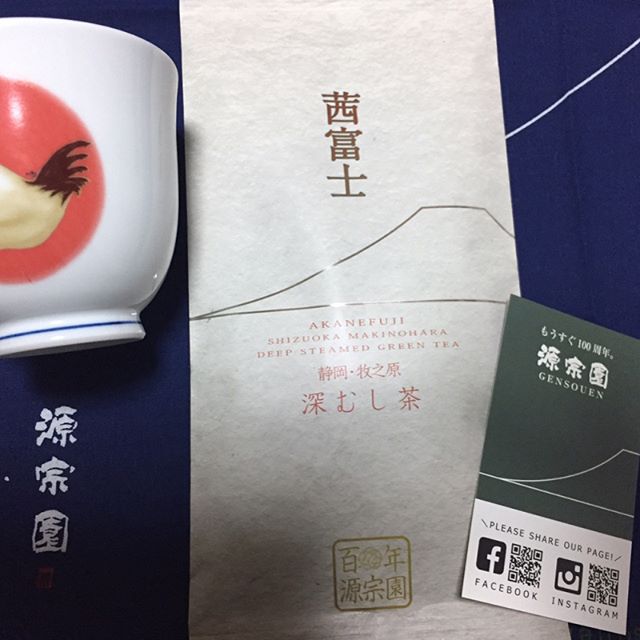 茜富士
AKANEFUJI
SHIZUOKA MAKINOHARA
DEEP STEAMED GREEN TEA
静岡・牧之原
深むし茶
百年
源宗園
源宗園
もうすぐ100周年。
源宗園
GENSOUEN
\PLEASE SHARE OUR PAGE!/
FACEBOOK
INSTAGRAM